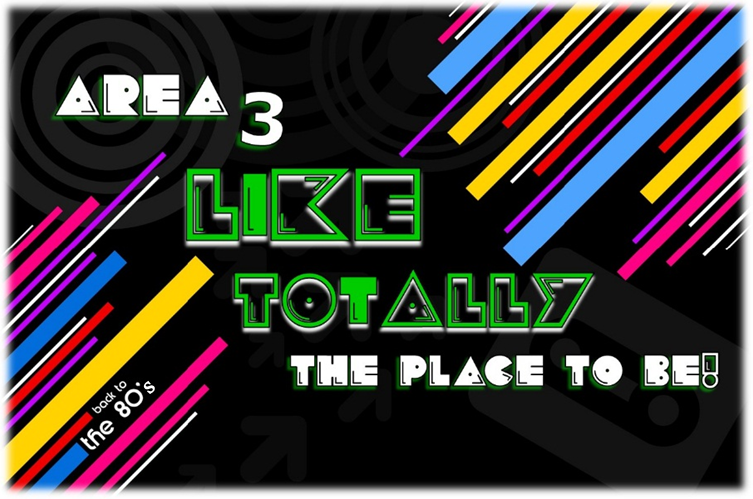 AREA
3
LIKE
TOTALLY
THE PLACE TO BE!
back to
the 80's